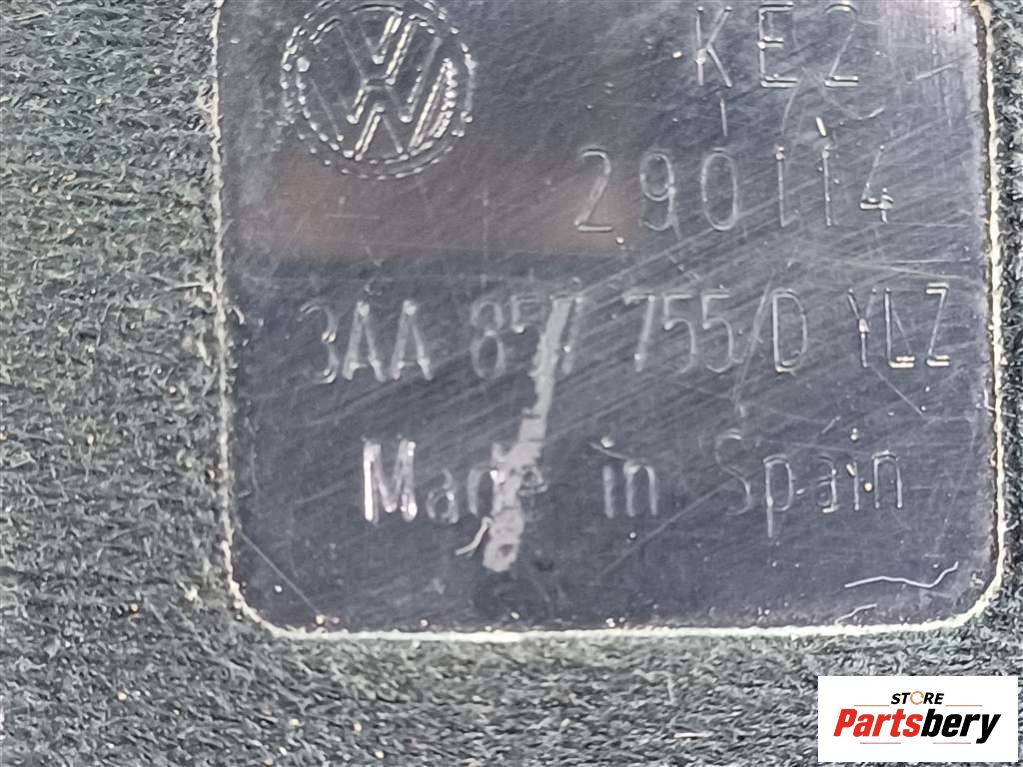 KE2
290114
3AA 857 755 D YLZ
Made in Spain
STORE
Partsbery